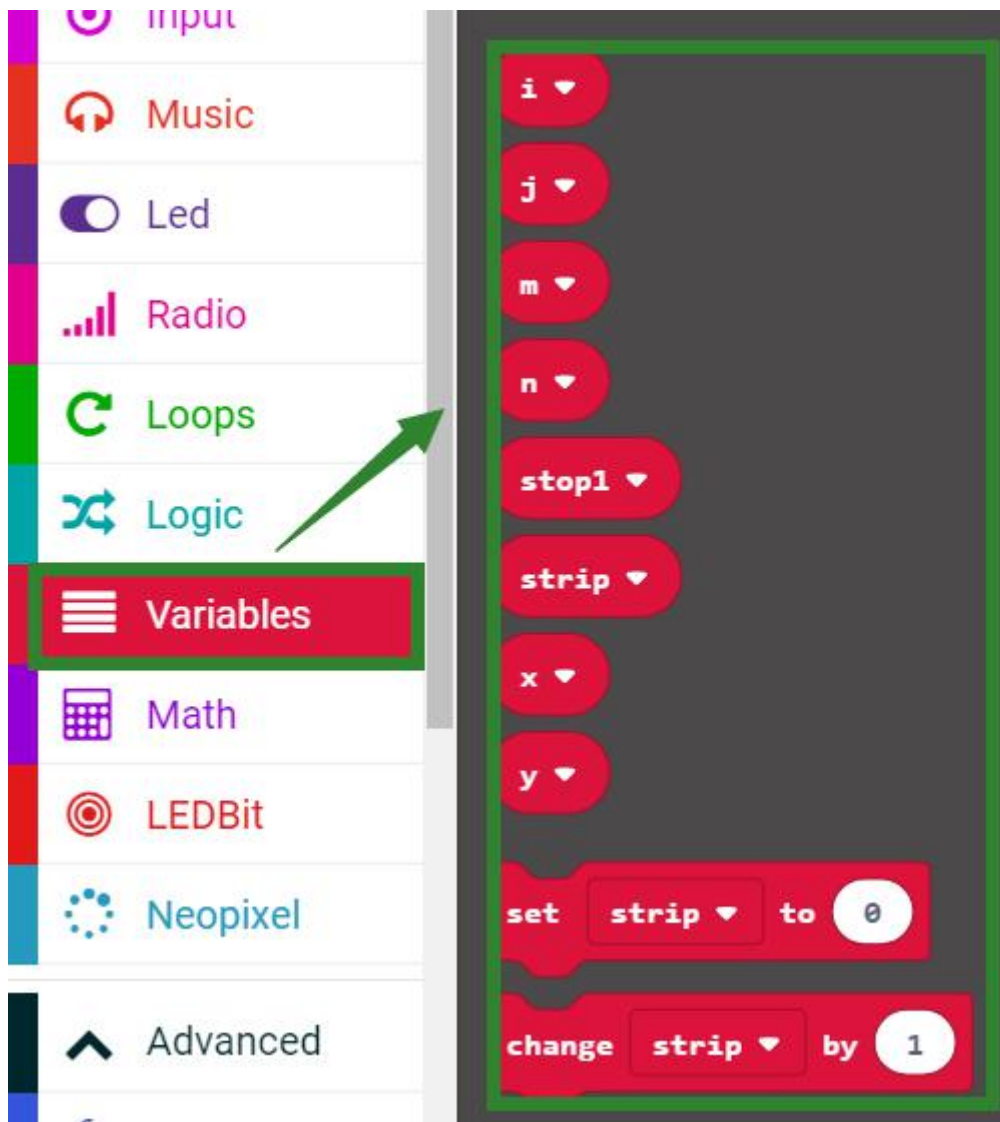 Input
Music
Led
Radio
Loops
Logic
Variables
Math
LEDBit
Neopixel
Advanced
i
j
m
n
stop1
strip
x
y
set strip to 0
change strip by 1